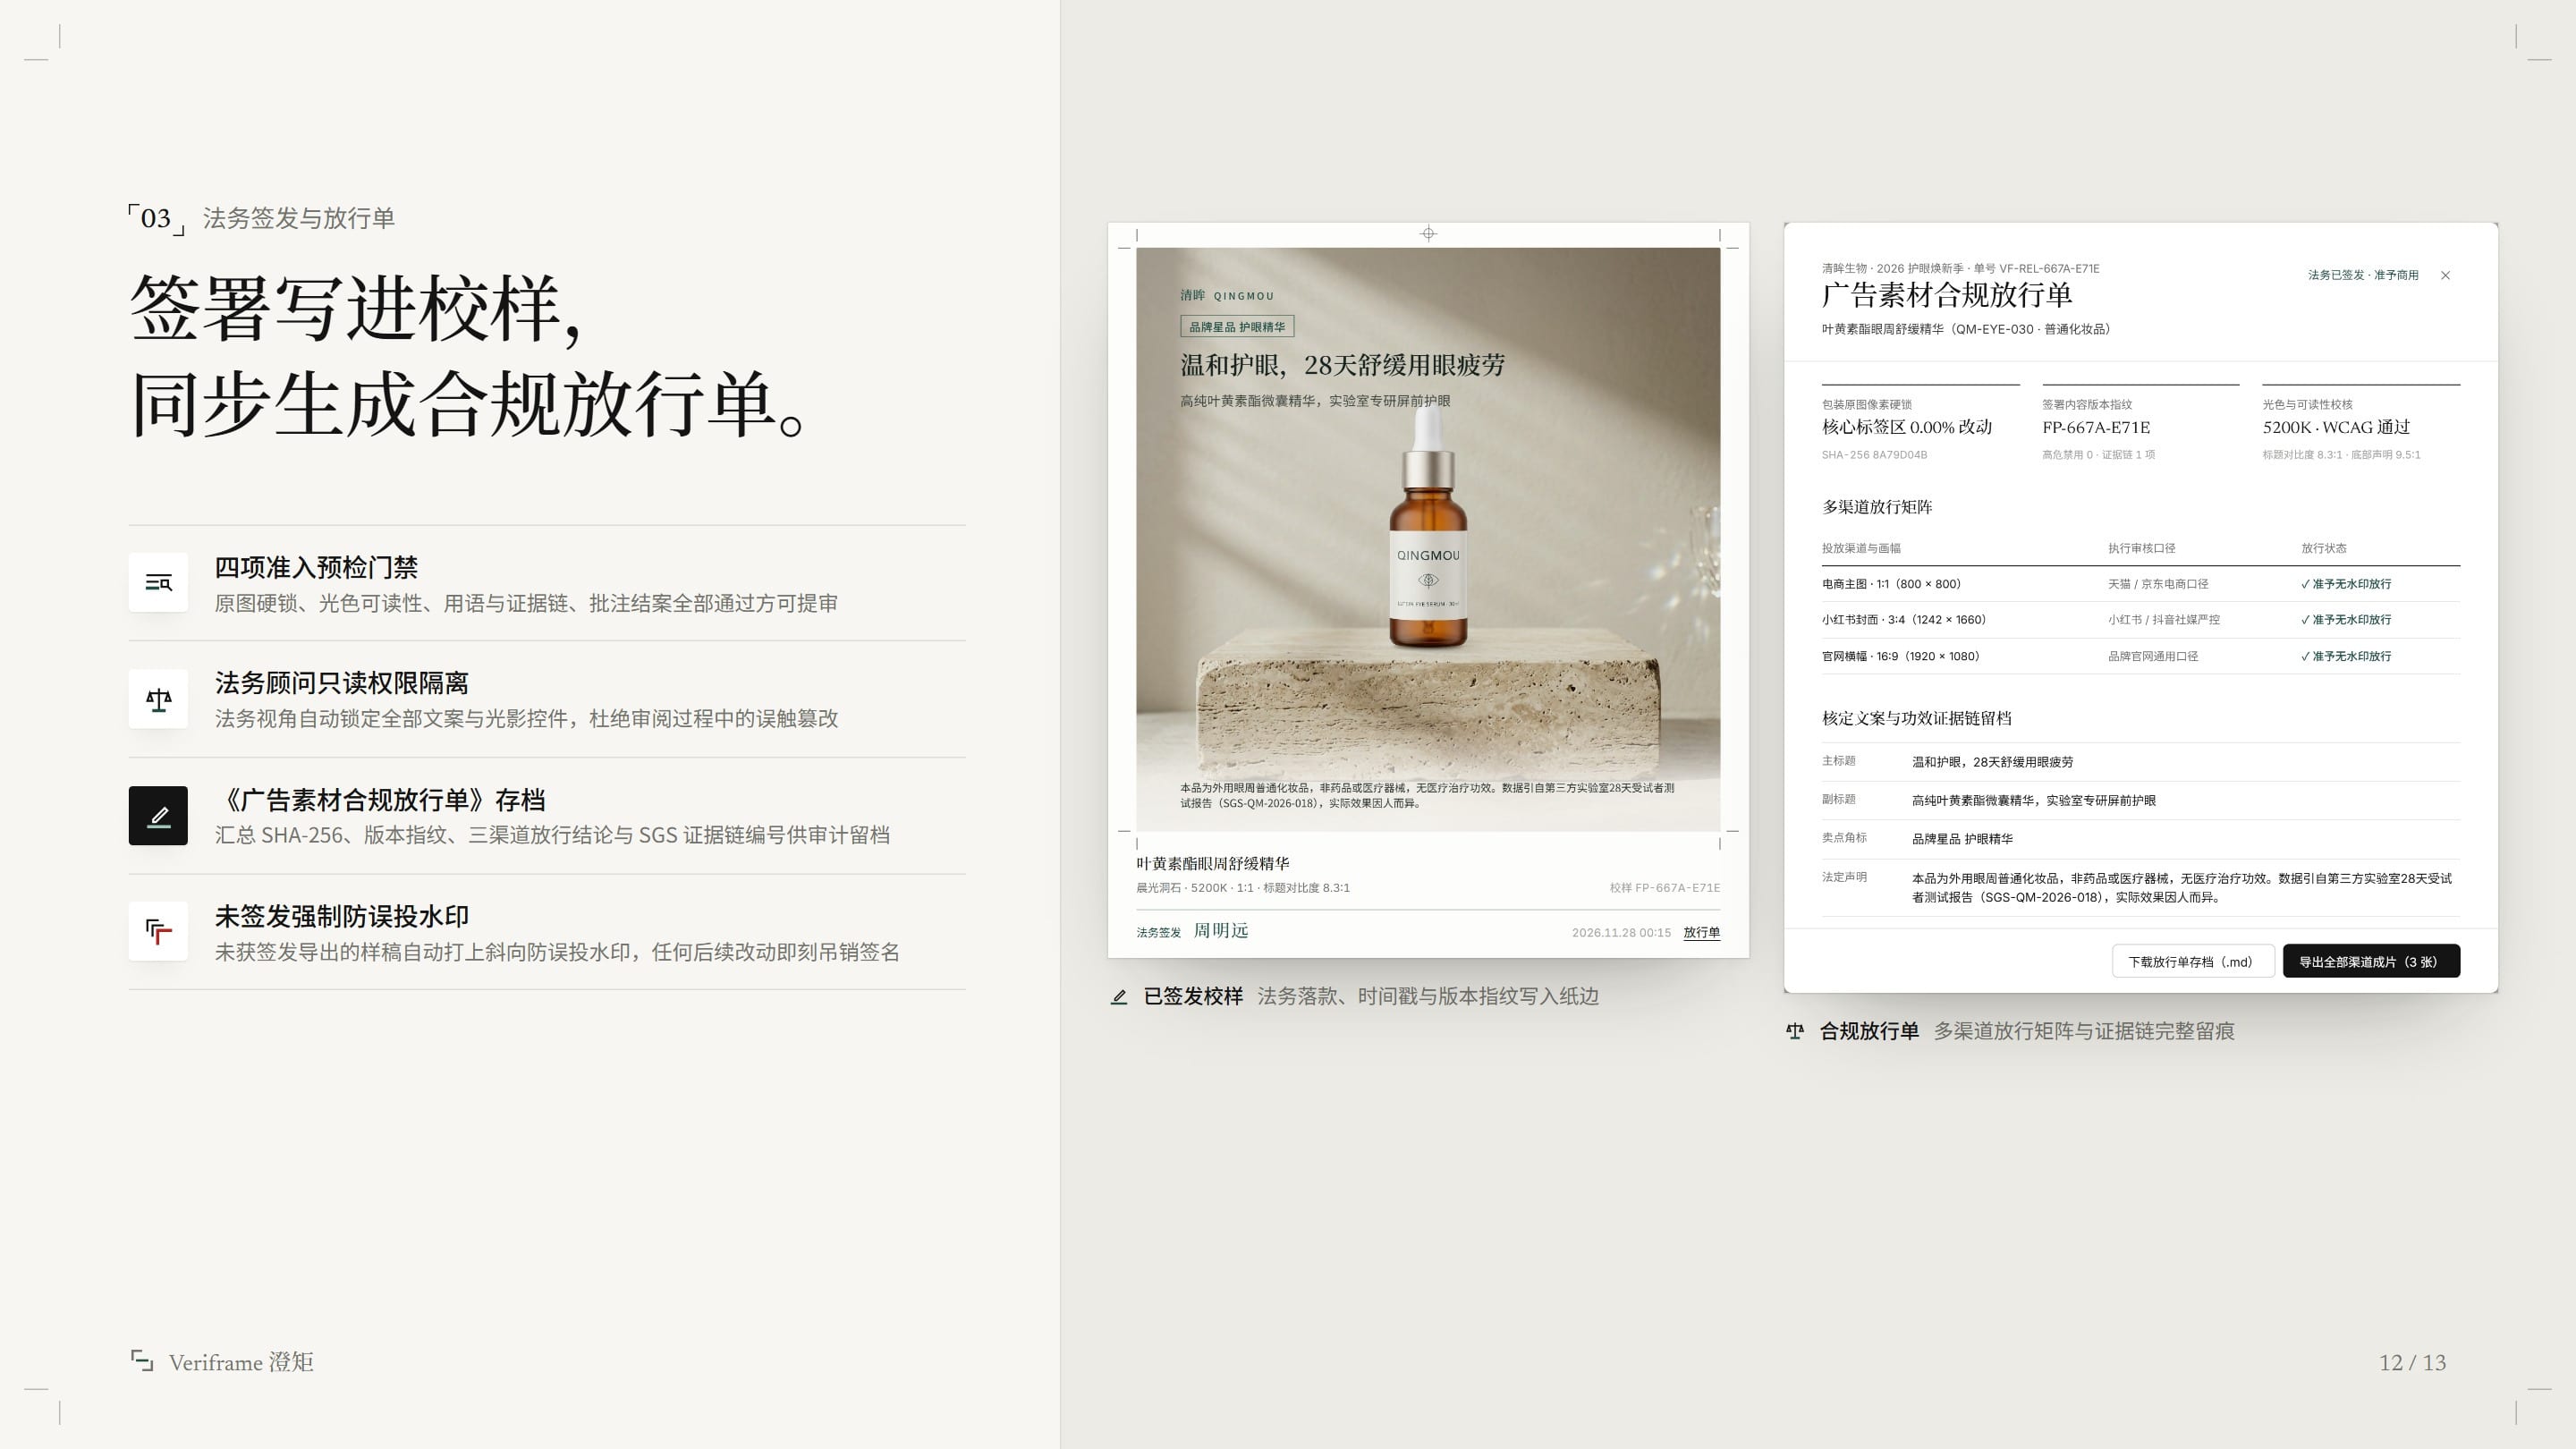 03 法务签发与放行单
签署写进校样，
同步生成合规放行单。
四项准入预检门禁
原图硬锁、光色可读性、用语与证据链、批注结案全部通过方可提审
法务顾问只读权限隔离
法务视角自动锁定全部文案与光影控件，杜绝审阅过程中的误触篡改
《广告素材合规放行单》存档
汇总 SHA-256、版本指纹、三渠道放行结论与 SGS 证据链编号供审计留档
未签发强制防误投水印
未获签发导出的样稿自动打上斜向防误投水印，任何后续改动即刻吊销签名
清眸 QINGMOU
品牌星品 护眼精华
温和护眼，28天舒缓用眼疲劳
高纯叶黄素酯微囊精华，实验室专研屏前护眼
QINGMOU
本品为外用眼周普通化妆品，非药品或医疗器械，无医疗治疗功效。数据引自第三方实验室28天受试者测
试报告（SGS-QM-2026-018），实际效果因人而异。
叶黄素酯眼周舒缓精华
晨光洞石 · 5200K · 1:1 · 标题对比度 8.3:1
校样 FP-667A-E71E
法务签发 周明远
2026.11.28 00:15 放行单
已签发校样 法务落款、时间戳与版本指纹写入纸边
清眸生物 · 2026 护眼焕新季 · 单号 VF-REL-667A-E71E
广告素材合规放行单
法务已签发 · 准予商用 ×
叶黄素酯眼周舒缓精华（QM-EYE-030 · 普通化妆品）
包装原图像素硬锁
核心标签区 0.00% 改动
SHA-256 8A79D04B
签署内容版本指纹
FP-667A-E71E
高危禁用 0 · 证据链 1 项
光色与可读性校核
5200K · WCAG 通过
标题对比度 8.3:1 · 底部声明 9.5:1
多渠道放行矩阵
投放渠道与画幅 执行审核口径 放行状态
电商主图 · 1:1（800 × 800） 天猫 / 京东电商口径 ✓ 准予无水印放行
小红书封面 · 3:4（1242 × 1660） 小红书 / 抖音社媒严控 ✓ 准予无水印放行
官网横幅 · 16:9（1920 × 1080） 品牌官网通用口径 ✓ 准予无水印放行
核定文案与功效证据链留档
主标题 温和护眼，28天舒缓用眼疲劳
副标题 高纯叶黄素酯微囊精华，实验室专研屏前护眼
卖点角标 品牌星品 护眼精华
法定声明 本品为外用眼周普通化妆品，非药品或医疗器械，无医疗治疗功效。数据引自第三方实验室28天受试
者测试报告（SGS-QM-2026-018），实际效果因人而异。
下载放行单存档（.md） 导出全部渠道成片（3 张）
合规放行单 多渠道放行矩阵与证据链完整留痕
Veriframe 澄矩
12 / 13